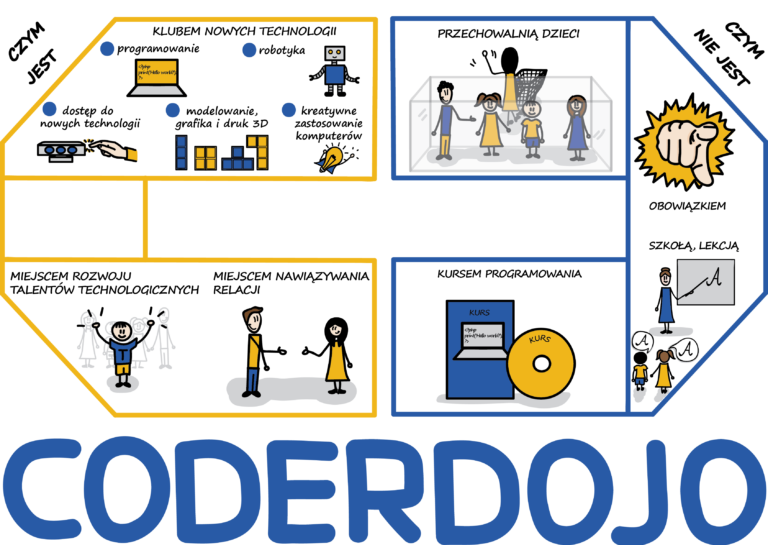 CZYM
JEST
KLUBEM NOWYCH TECHNOLOGII
programowanie
robotyka
<?php
print("Hello world!");
?>
dostęp do
nowych technologii
modelowanie,
grafika i druk 3D
kreatywne
zastosowanie
komputerów
MIEJSCEM ROZWOJU
TALENTÓW TECHNOLOGICZNYCH
T
MIEJSCEM NAWIĄZYWANIA
RELACJI
CZYM
NIE JEST
PRZECHOWALNIĄ DZIECI
OBOWIĄZKIEM
SZKOŁĄ, LEKCJĄ
A
A
A
KURSEM PROGRAMOWANIA
KURS
<?php
print("Hello world!");
?>
KURS
CODERDOJO